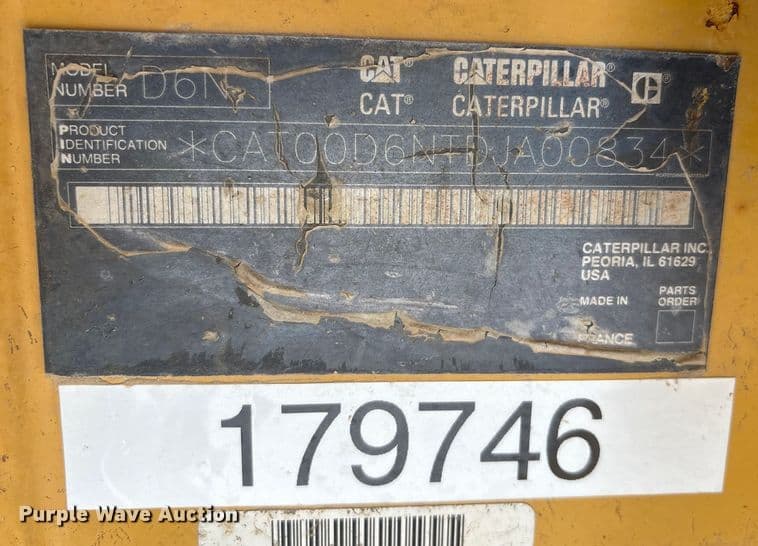 MODEL NUMBER D6N
CAT® CATERPILLAR®
CAT® CATERPILLAR®
PRODUCT IDENTIFICATION NUMBER
*CAT00D6NTDJA00834*
CATERPILLAR INC.
PEORIA, IL 61629
USA
MADE IN
FRANCE
PARTS ORDER
179746
Purple Wave Auction